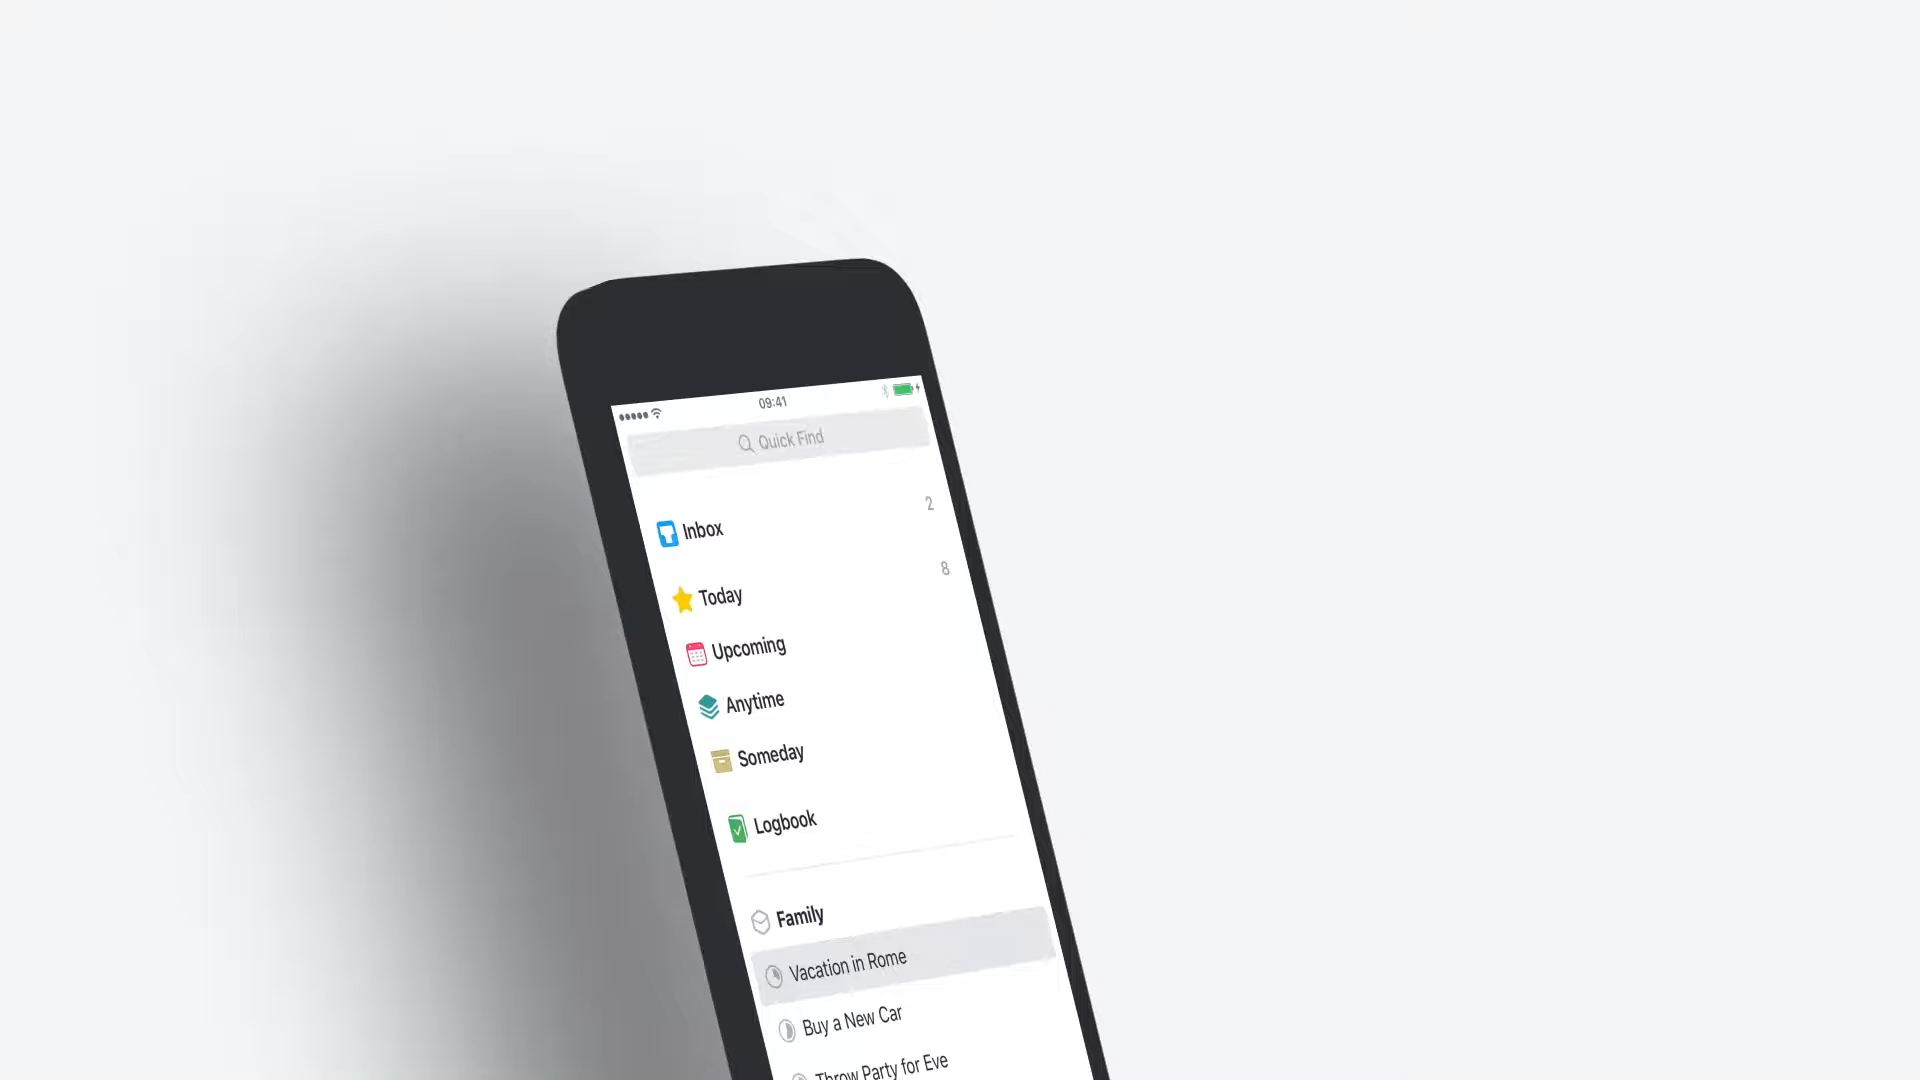 09:41
Quick Find
Inbox 2
Today 8
Upcoming
Anytime
Someday
Logbook
Family
Vacation in Rome
Buy a New Car
Throw Party for Eve